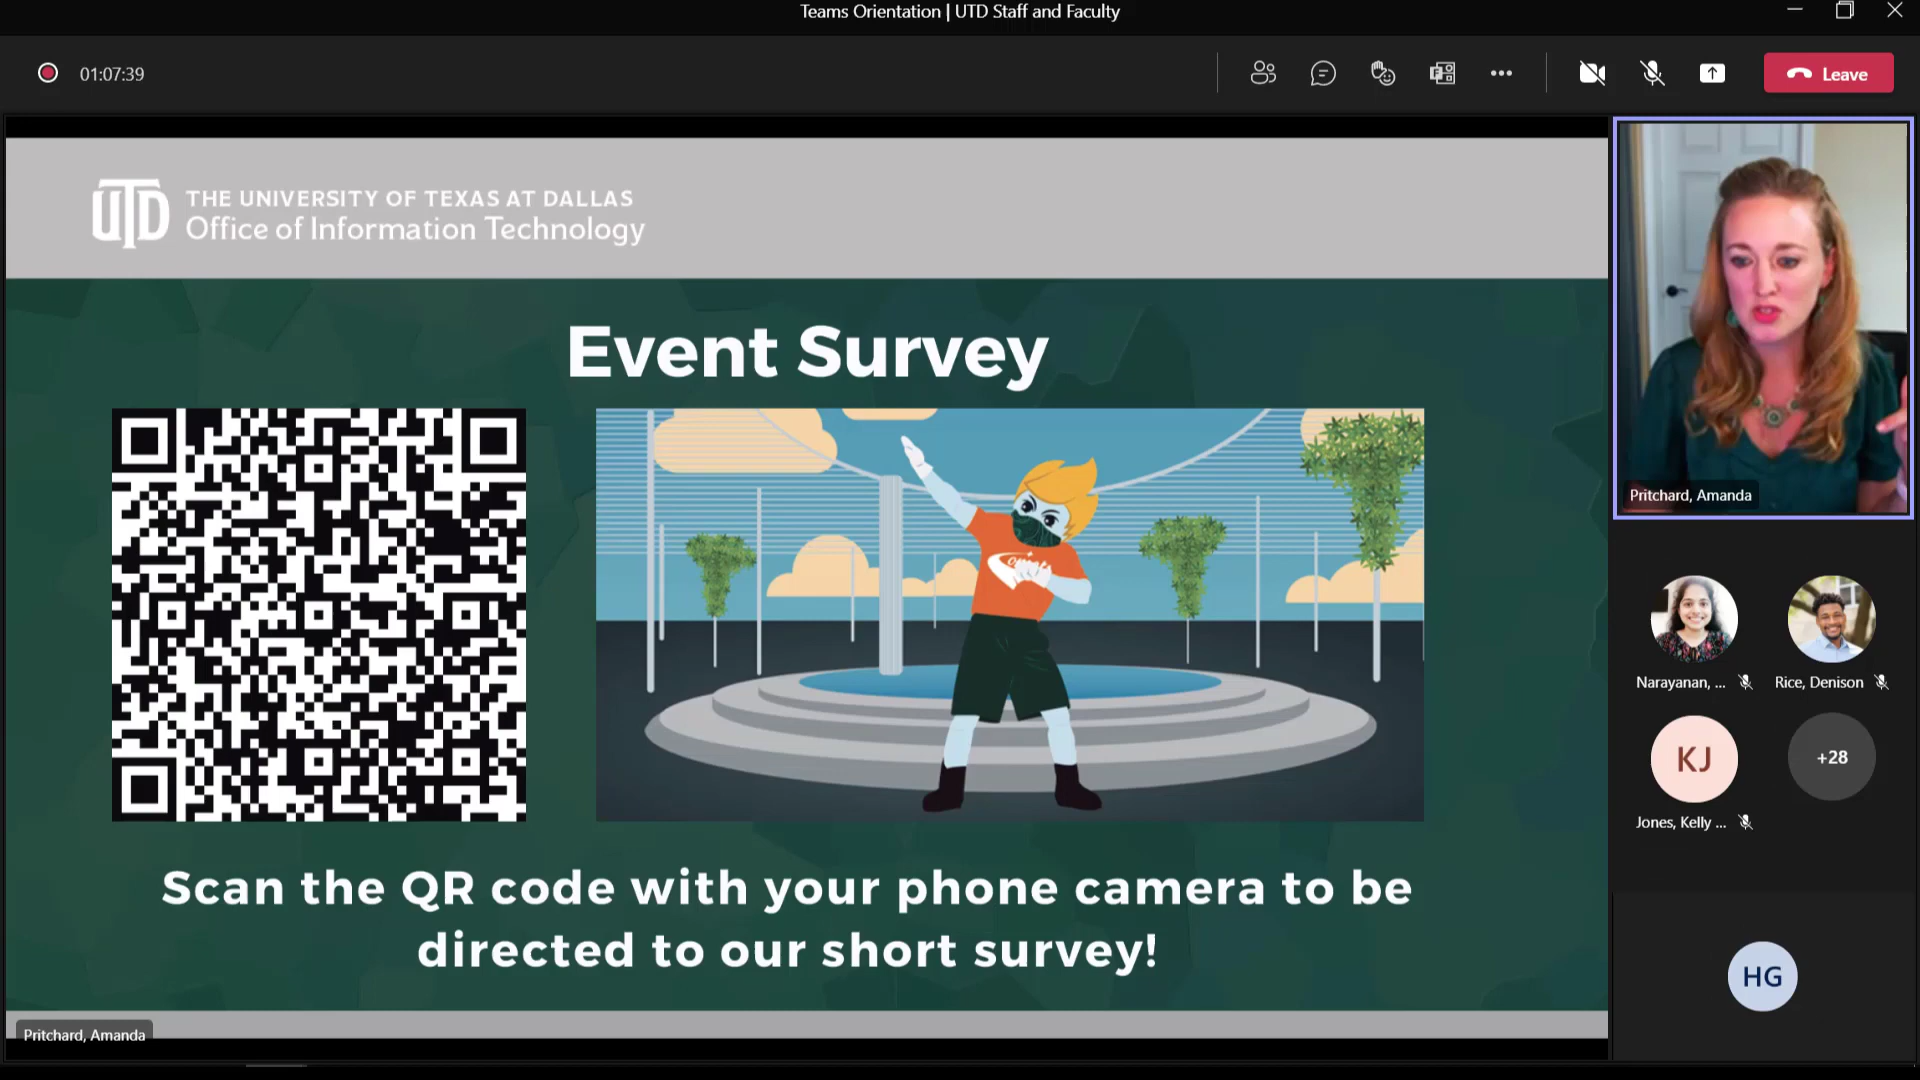 Teams Orientation | UTD Staff and Faculty
01:07:39
Leave
UTD
THE UNIVERSITY OF TEXAS AT DALLAS
Office of Information Technology
Event Survey
Scan the QR code with your phone camera to be
directed to our short survey!
Pritchard, Amanda
Pritchard, Amanda
Narayanan, ...
Rice, Denison
KJ
+28
Jones, Kelly ...
HG